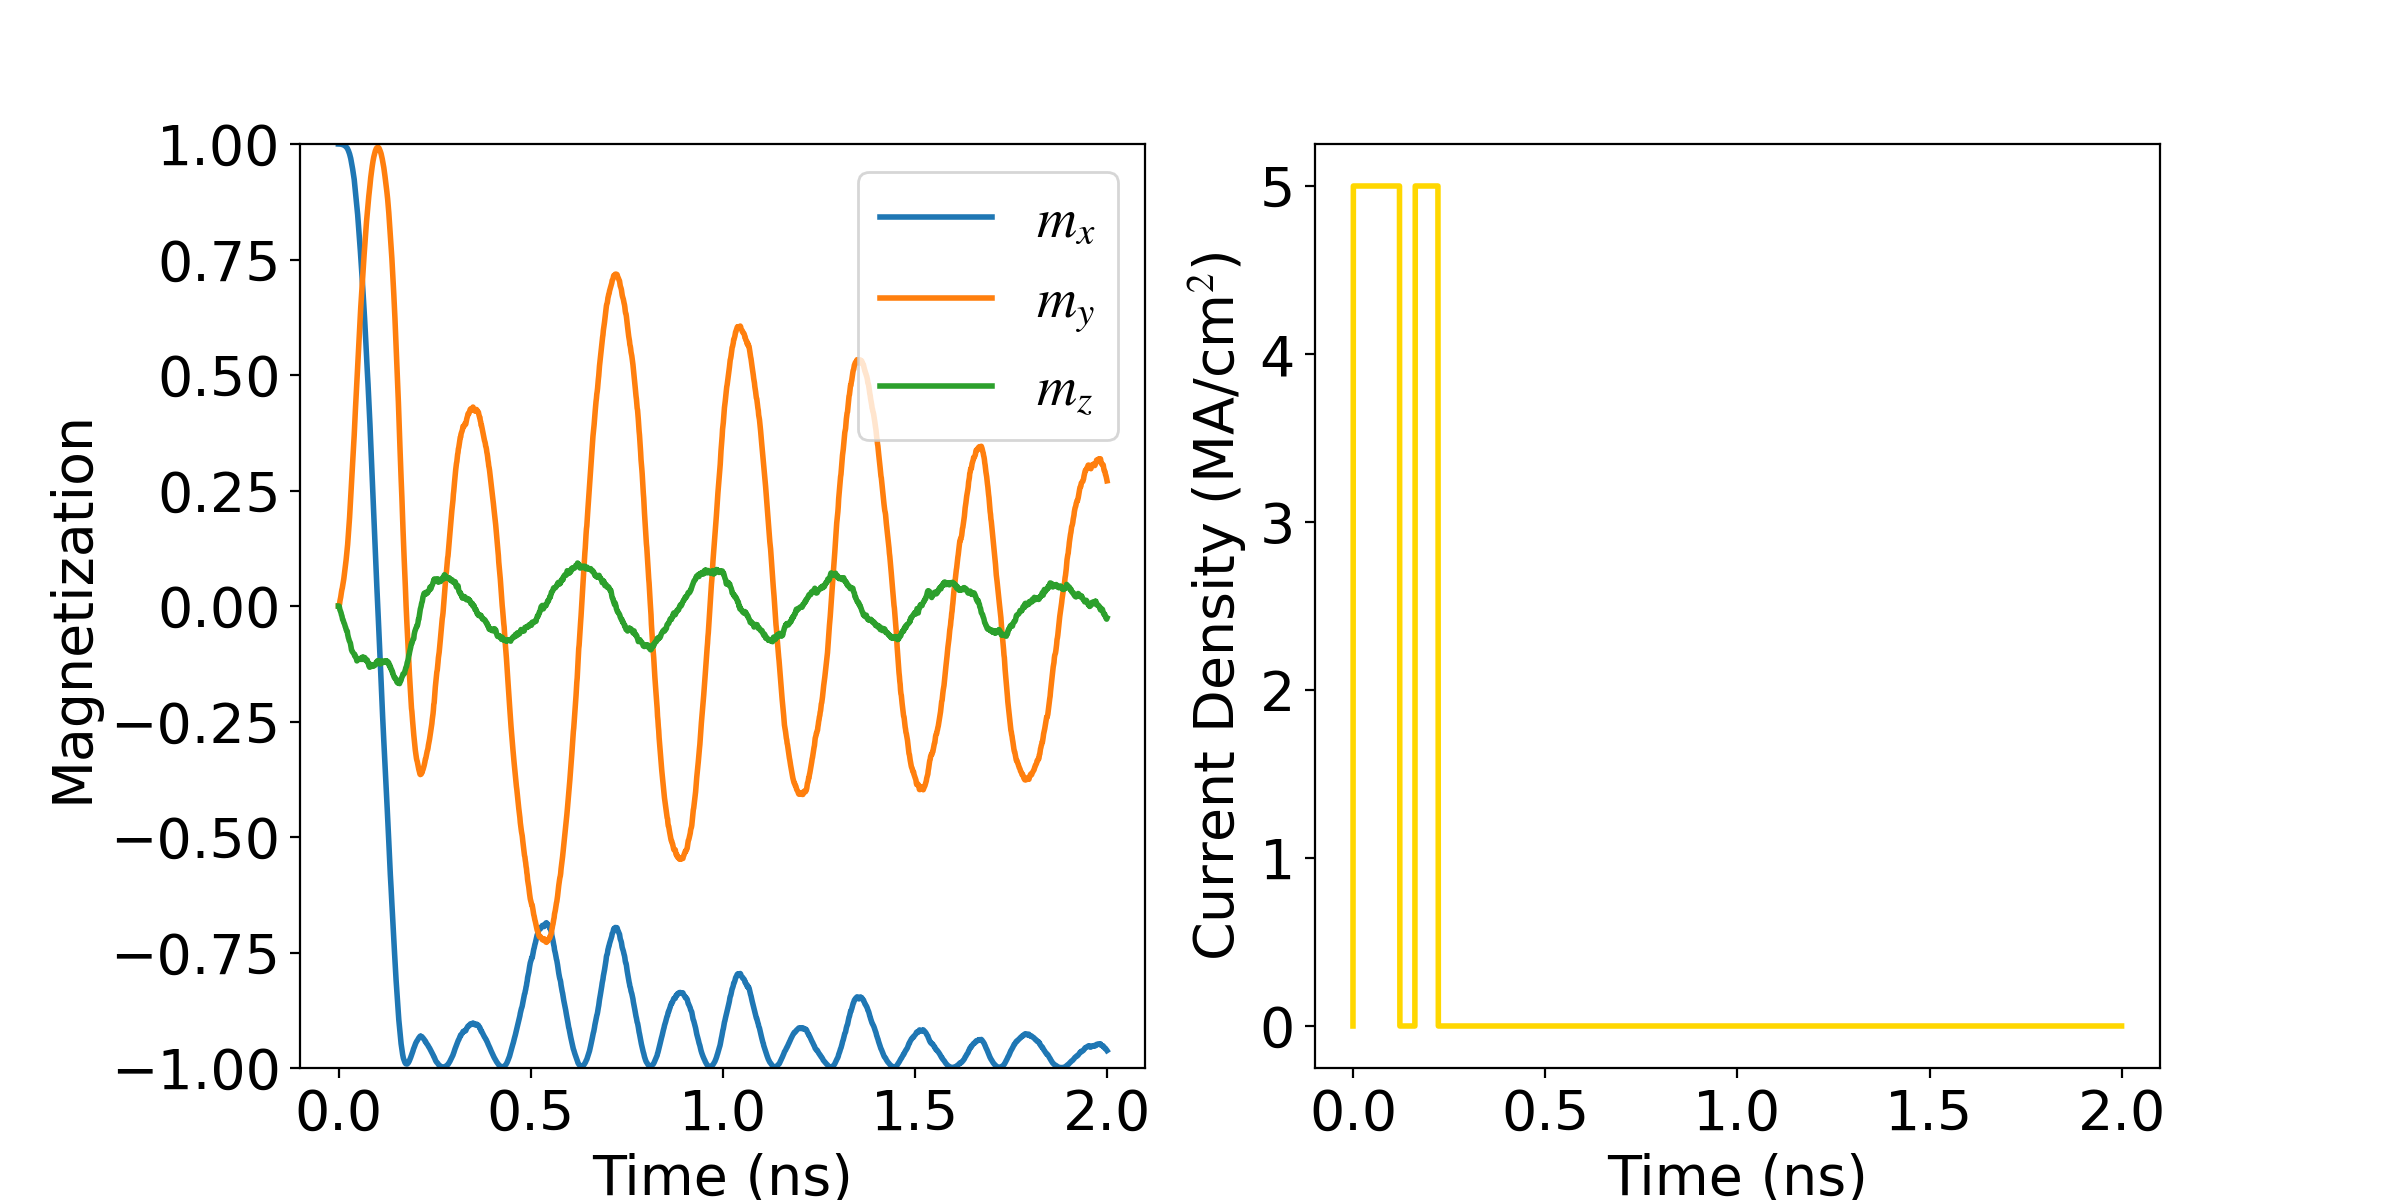 1.00
0.75
0.50
0.25
0.00
−0.25
−0.50
−0.75
−1.00
Magnetization
0.0 0.5 1.0 1.5 2.0
Time (ns)
m_x
m_y
m_z
5
4
3
2
1
0
Current Density (MA/cm²)
0.0 0.5 1.0 1.5 2.0
Time (ns)